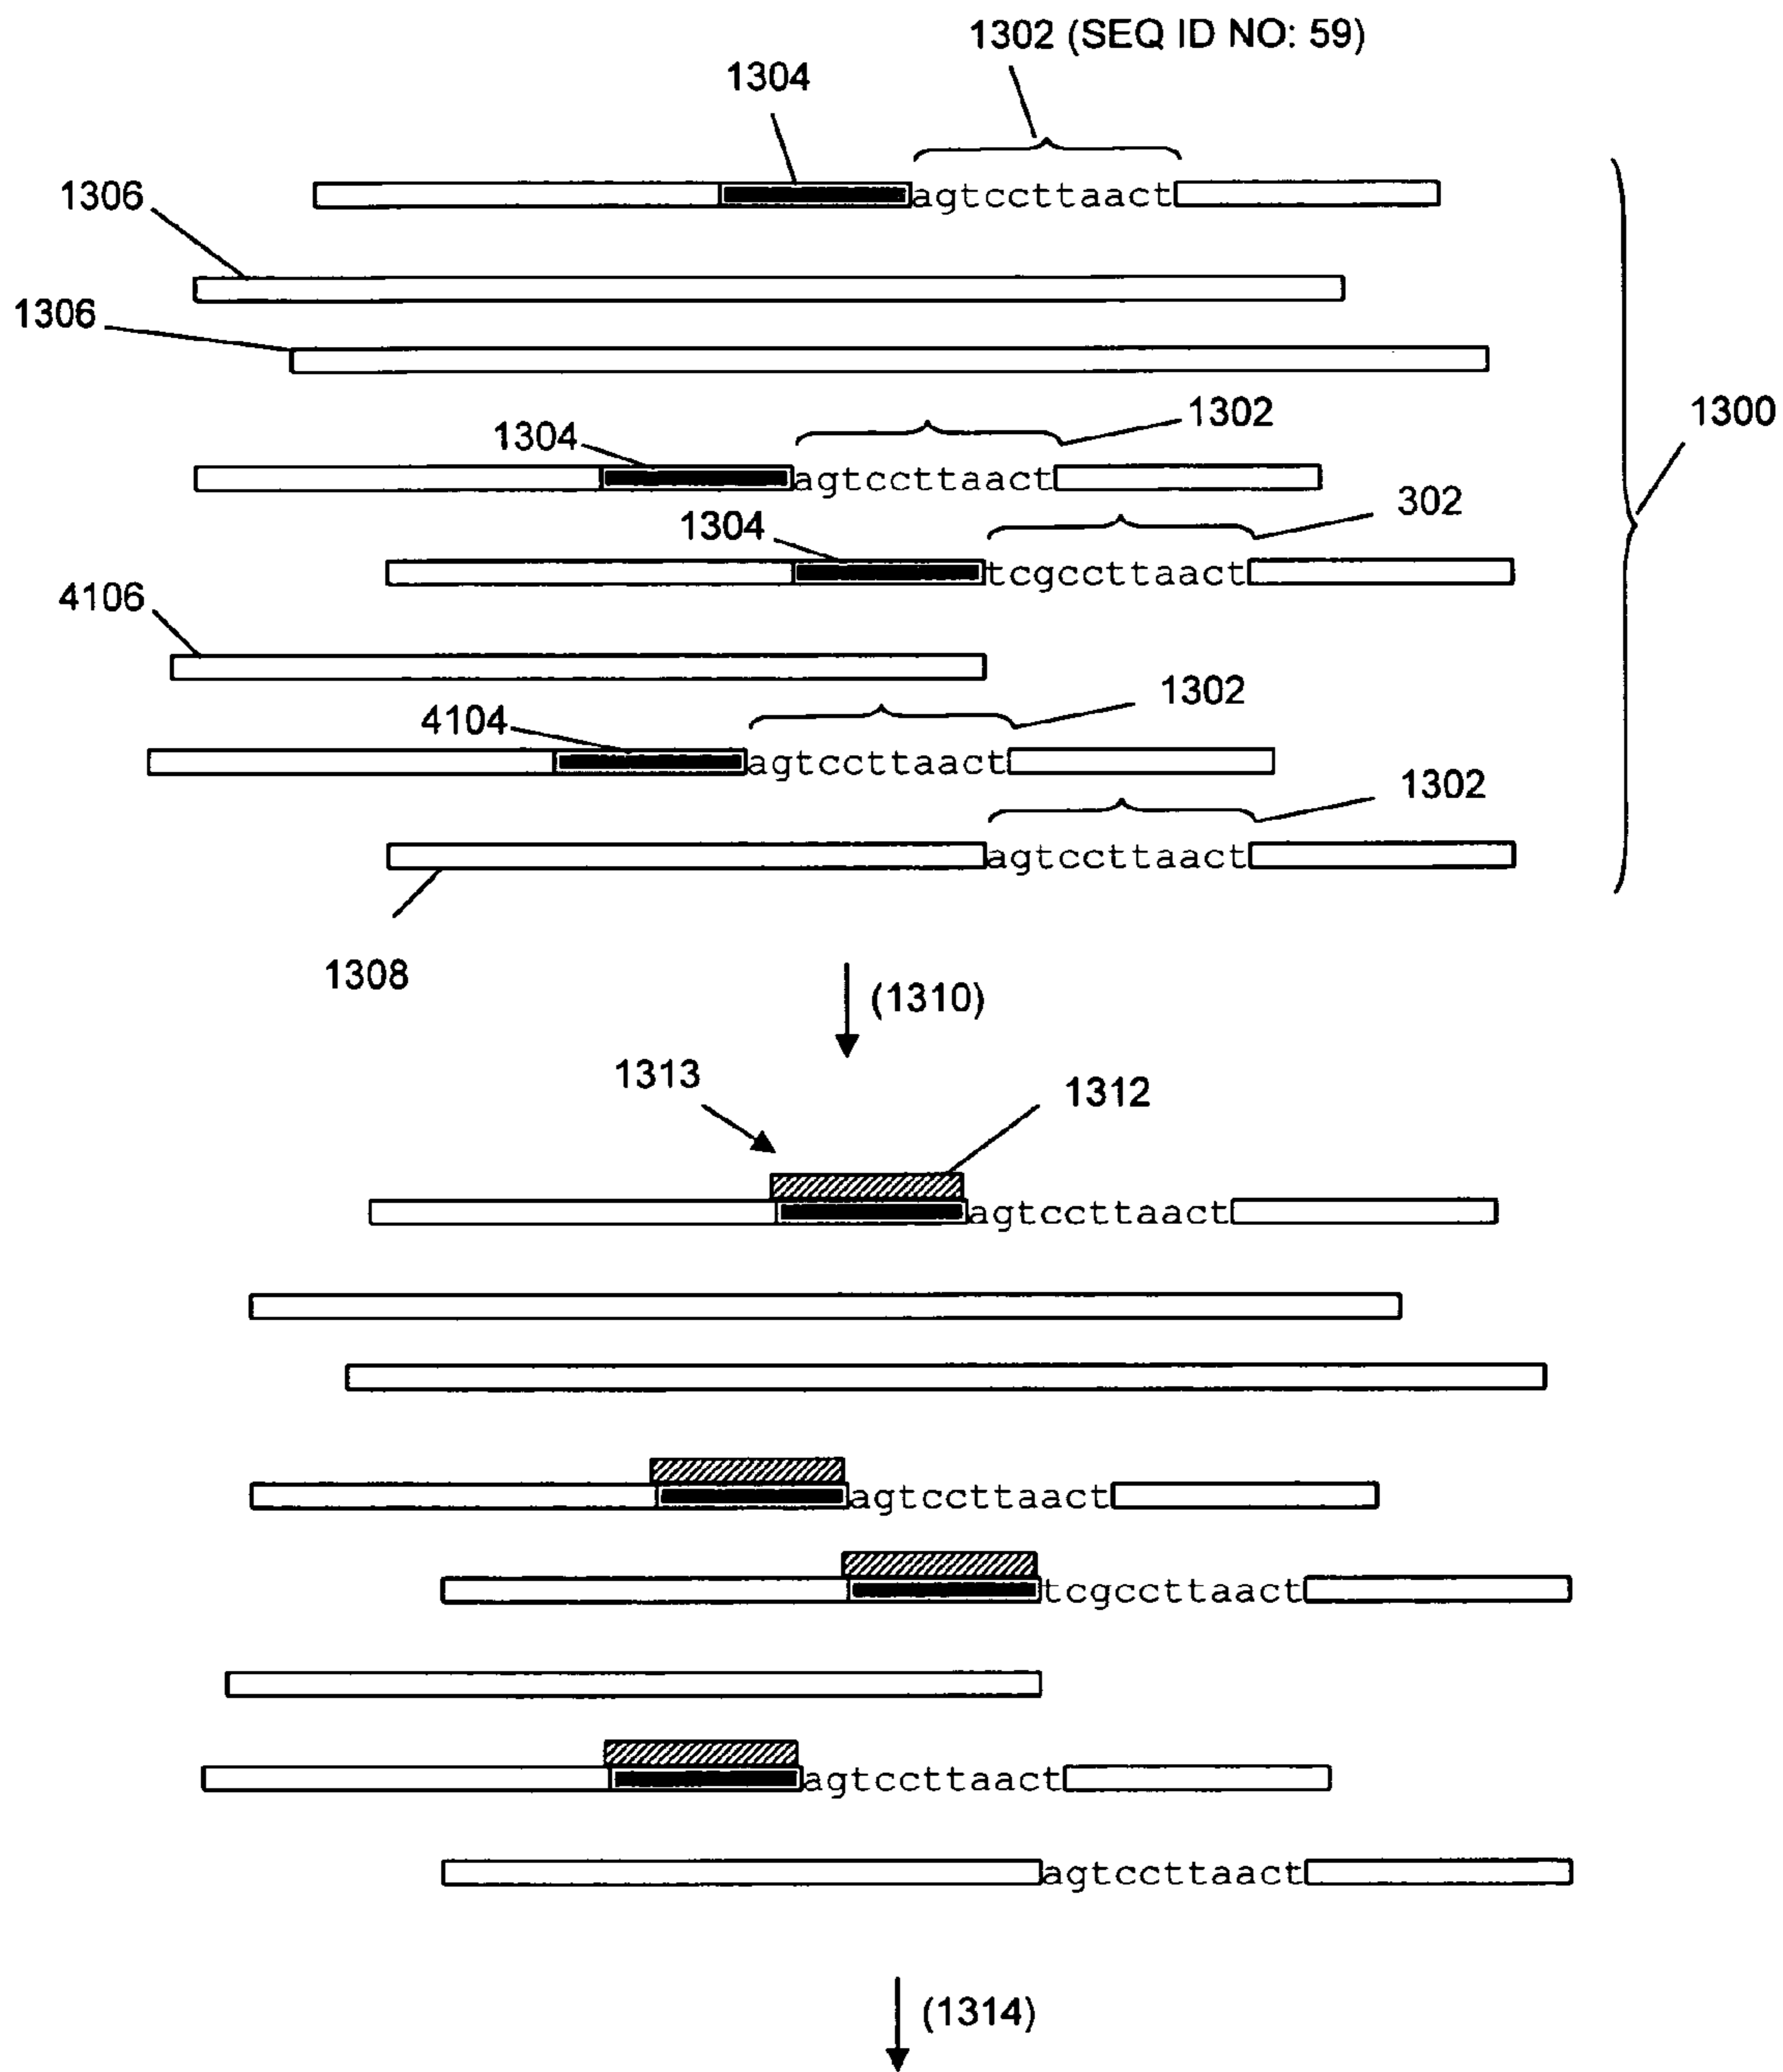 1302 (SEQ ID NO: 59)
1304
1306
agtccttaact
1306
1300
1304
1302
agtccttaact
1304
302
tcgccttaact
4106
1302
4104
agtccttaact
1302
agtccttaact
1308
(1310)
1313
1312
agtccttaact
agtccttaact
tcgccttaact
agtccttaact
agtccttaact
(1314)